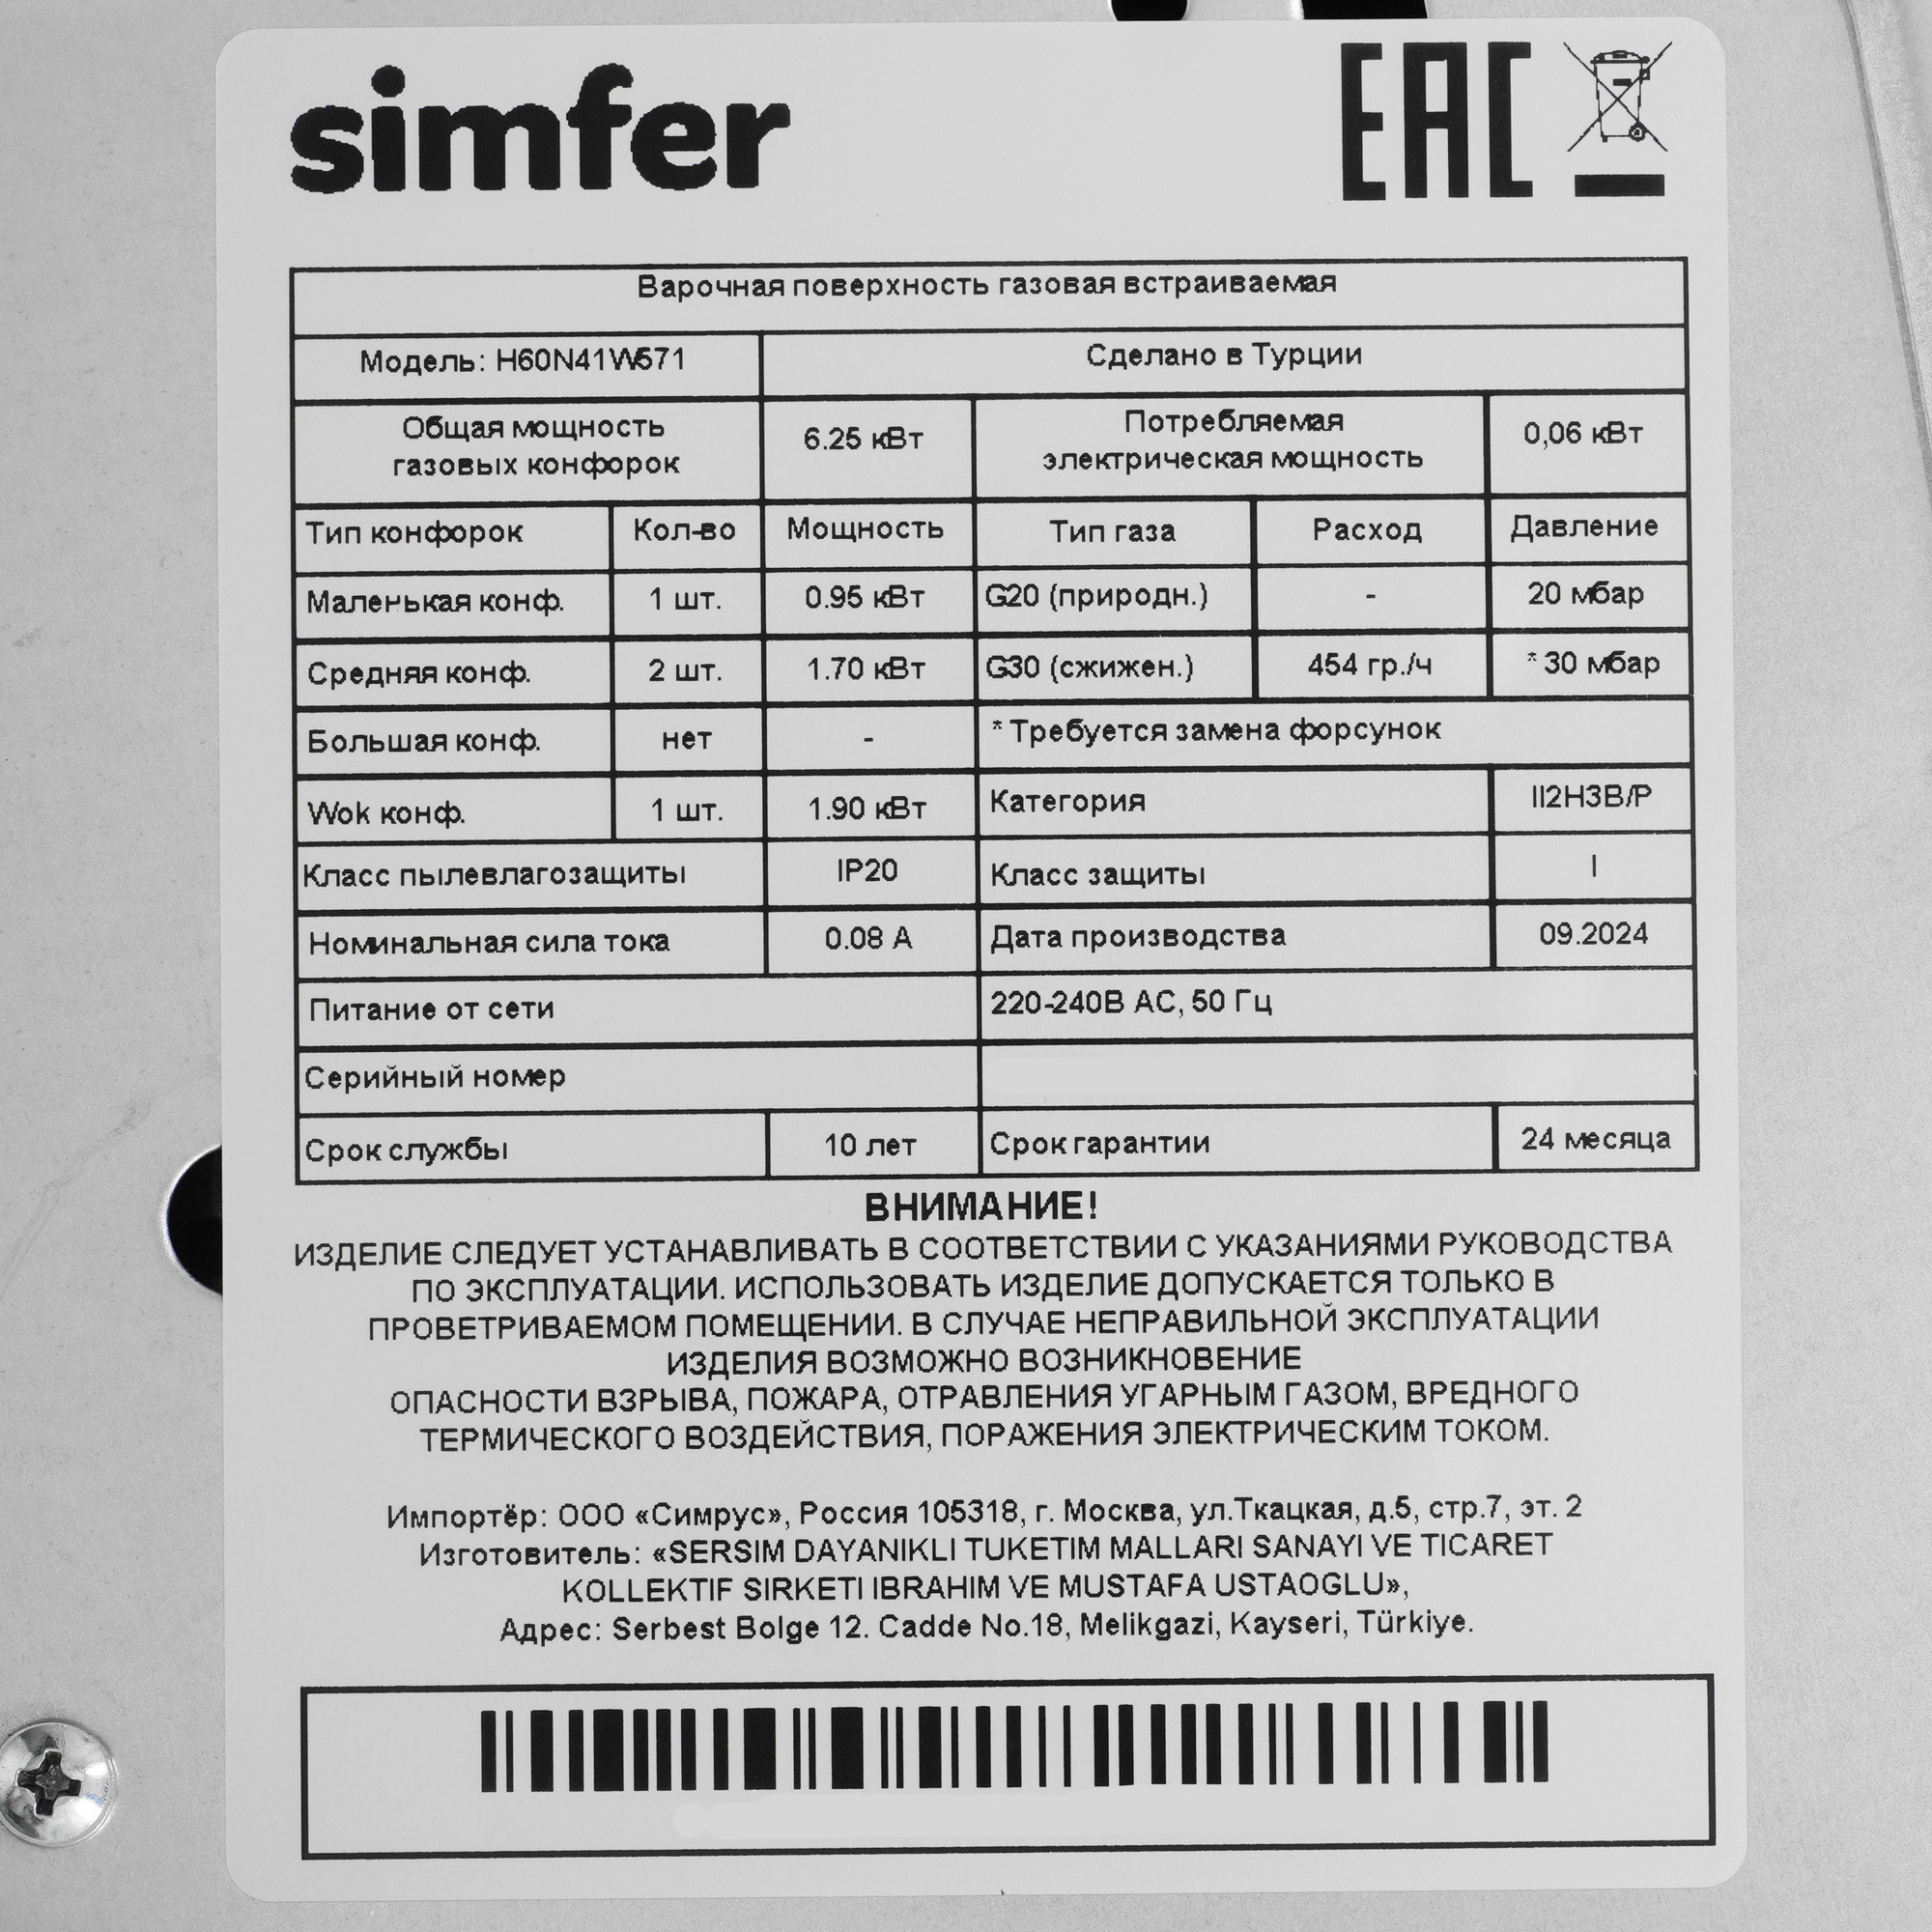 simfer
EAC
Варочная поверхность газовая встраиваемая
Модель: H60N41W571
Сделано в Турции
Общая мощность
газовых конфорок
6.25 кВт
Потребляемая
электрическая мощность
0,06 кВт
Тип конфорок Кол-во Мощность Тип газа Расход Давление
Маленькая конф. 1 шт. 0.95 кВт G20 (природн.) - 20 мбар
Средняя конф. 2 шт. 1.70 кВт G30 (сжижен.) 454 гр./ч * 30 мбар
Большая конф. нет - * Требуется замена форсунок
Wok конф. 1 шт. 1.90 кВт Категория II2H3B/P
Класс пылевлагозащиты IP20 Класс защиты I
Номинальная сила тока 0.08 А Дата производства 09.2024
Питание от сети 220-240В АС, 50 Гц
Серийный номер
Срок службы 10 лет Срок гарантии 24 месяца
ВНИМАНИЕ!
ИЗДЕЛИЕ СЛЕДУЕТ УСТАНАВЛИВАТЬ В СООТВЕТСТВИИ С УКАЗАНИЯМИ РУКОВОДСТВА
ПО ЭКСПЛУАТАЦИИ. ИСПОЛЬЗОВАТЬ ИЗДЕЛИЕ ДОПУСКАЕТСЯ ТОЛЬКО В
ПРОВЕТРИВАЕМОМ ПОМЕЩЕНИИ. В СЛУЧАЕ НЕПРАВИЛЬНОЙ ЭКСПЛУАТАЦИИ
ИЗДЕЛИЯ ВОЗМОЖНО ВОЗНИКНОВЕНИЕ
ОПАСНОСТИ ВЗРЫВА, ПОЖАРА, ОТРАВЛЕНИЯ УГАРНЫМ ГАЗОМ, ВРЕДНОГО
ТЕРМИЧЕСКОГО ВОЗДЕЙСТВИЯ, ПОРАЖЕНИЯ ЭЛЕКТРИЧЕСКИМ ТОКОМ.
Импортёр: ООО «Симрус», Россия 105318, г. Москва, ул.Ткацкая, д.5, стр.7, эт. 2
Изготовитель: «SERSIM DAYANIKLI TUKETIM MALLARI SANAYI VE TICARET
KOLLEKTIF SIRKETI IBRAHIM VE MUSTAFA USTAOGLU»,
Адрес: Serbest Bolge 12. Cadde No.18, Melikgazi, Kayseri, Türkiye.